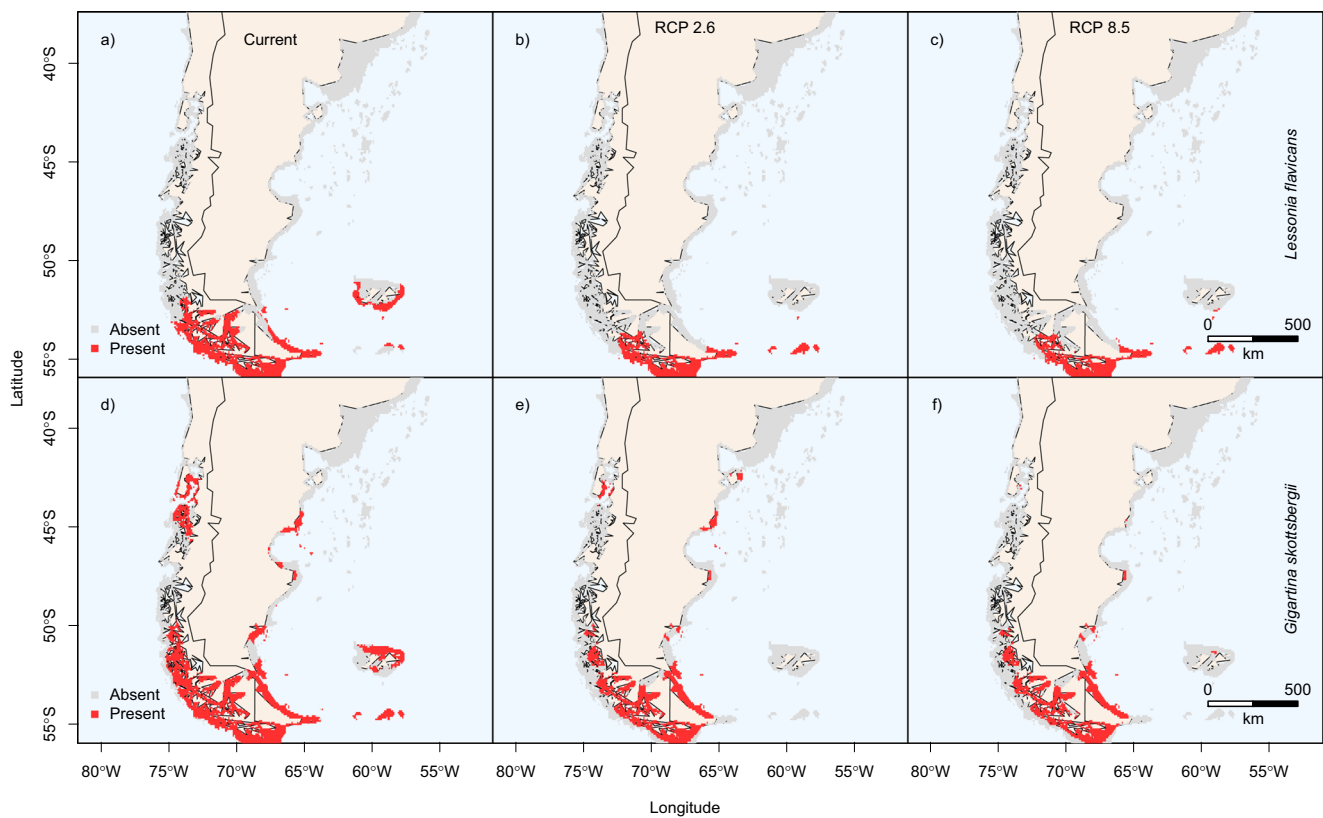 a)
Current
b)
RCP 2.6
c)
RCP 8.5
40°S
45°S
50°S
55°S
Absent
Present
Lessonia flavicans
0 500
km
Latitude
d)
e)
f)
40°S
45°S
50°S
55°S
Absent
Present
Gigartina skottsbergii
0 500
km
80°W 75°W 70°W 65°W 60°W 55°W 80°W 75°W 70°W 65°W 60°W 55°W 80°W 75°W 70°W 65°W 60°W 55°W
Longitude